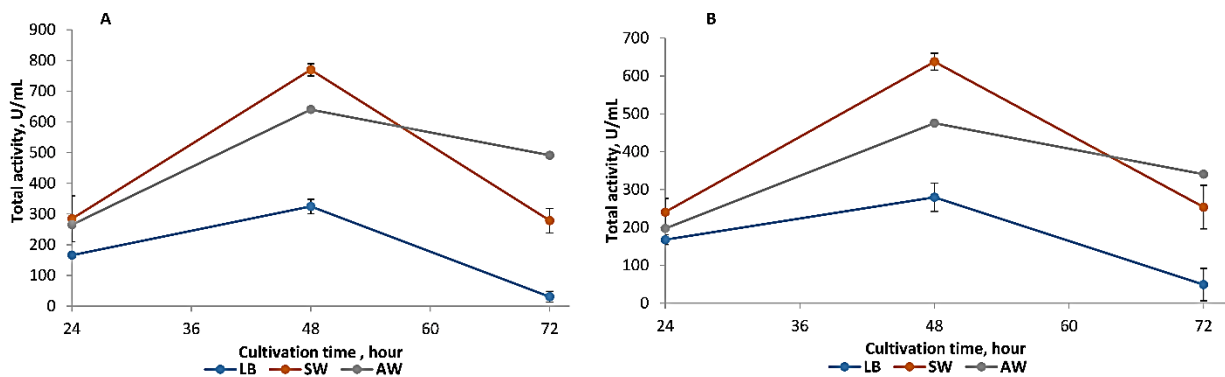 A
Total activity, U/mL
900
800
700
600
500
400
300
200
100
0
24
36
48
60
72
Cultivation time , hour
LB
SW
AW
B
Total activity, U/mL
700
600
500
400
300
200
100
0
24
36
48
60
72
Cultivation time, hour
LB
SW
AW